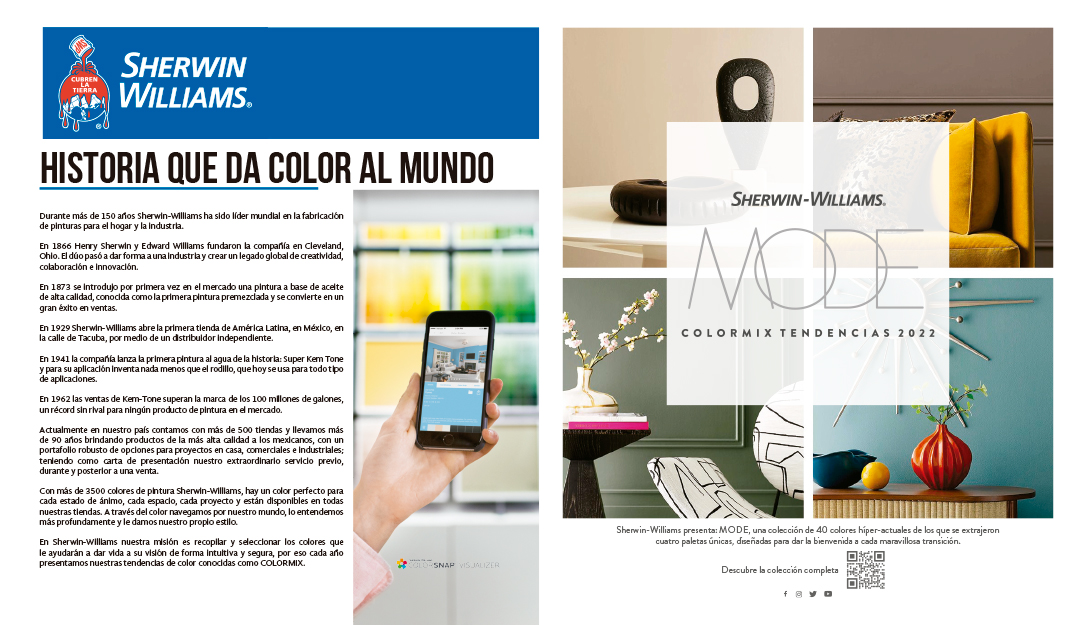 SW
CUBREN
LA
TIERRA
®
SHERWIN
WILLIAMS®
HISTORIA QUE DA COLOR AL MUNDO
Durante más de 150 años Sherwin-Williams ha sido líder mundial en la fabricación
de pinturas para el hogar y la industria.
En 1866 Henry Sherwin y Edward Williams fundaron la compañía en Cleveland,
Ohio. El dúo pasó a dar forma a una industria y crear un legado global de creatividad,
colaboración e innovación.
En 1873 se introdujo por primera vez en el mercado una pintura a base de aceite
de alta calidad, conocida como la primera pintura premezclada y se convierte en un
gran éxito en ventas.
En 1929 Sherwin-Williams abre la primera tienda de América Latina, en México, en
la calle de Tacuba, por medio de un distribuidor independiente.
En 1941 la compañía lanza la primera pintura al agua de la historia: Super Kem Tone
y para su aplicación inventa nada menos que el rodillo, que hoy se usa para todo tipo
de aplicaciones.
En 1962 las ventas de Kem-Tone superan la marca de los 100 millones de galones,
un récord sin rival para ningún producto de pintura en el mercado.
Actualmente en nuestro país contamos con más de 500 tiendas y llevamos más
de 90 años brindando productos de la más alta calidad a los mexicanos, con un
portafolio robusto de opciones para proyectos en casa, comerciales e industriales;
teniendo como carta de presentación nuestro extraordinario servicio previo,
durante y posterior a una venta.
Con más de 3500 colores de pintura Sherwin-Williams, hay un color perfecto para
cada estado de ánimo, cada espacio, cada proyecto y están disponibles en todas
nuestras tiendas. A través del color navegamos por nuestro mundo, lo entendemos
más profundamente y le damos nuestro propio estilo.
En Sherwin-Williams nuestra misión es recopilar y seleccionar los colores que
le ayudarán a dar vida a su visión de forma intuitiva y segura, por eso cada año
presentamos nuestras tendencias de color conocidas como COLORMIX.
COLORSNAP VISUALIZER
SHERWIN-WILLIAMS.
MODE
COLORMIX TENDENCIAS 2022
Sherwin-Williams presenta: MODE, una colección de 40 colores híper-actuales de los que se extrajeron
cuatro paletas únicas, diseñadas para dar la bienvenida a cada maravillosa transición.
Descubre la colección completa